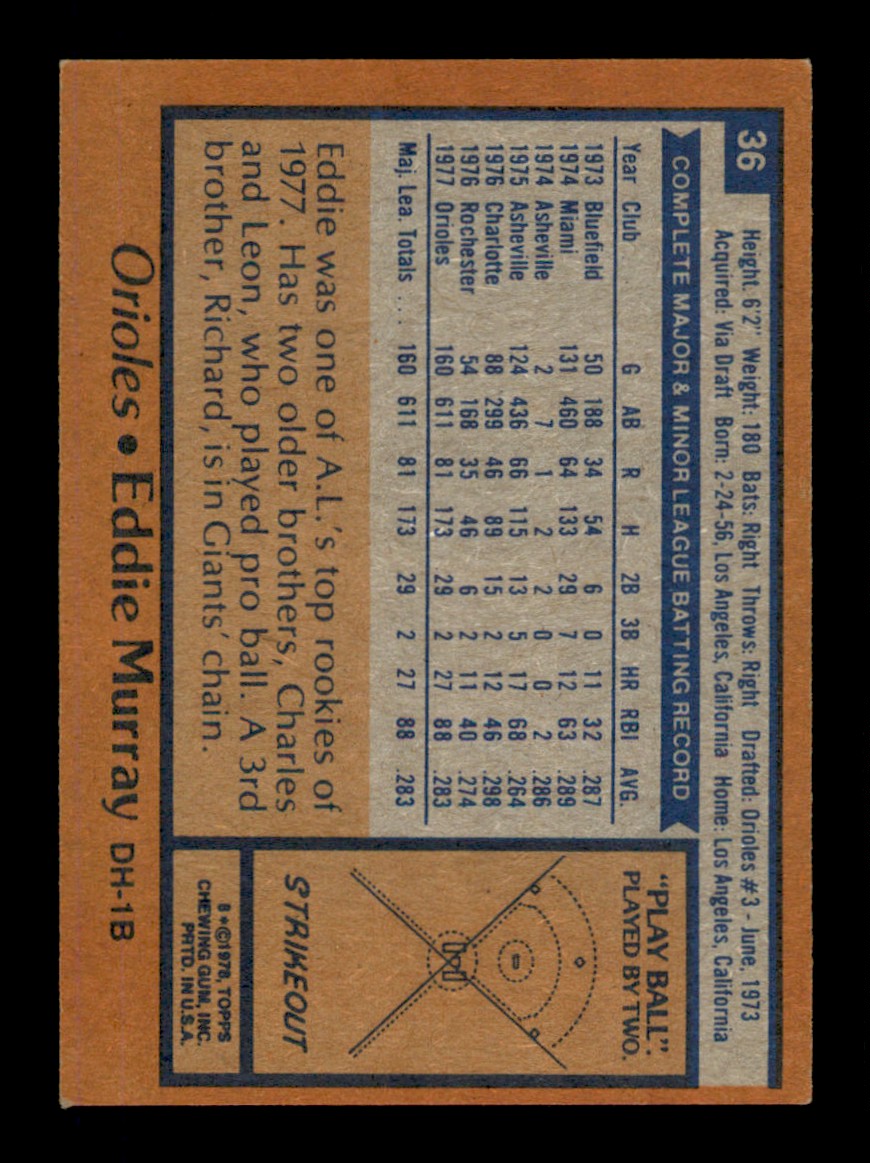 36
Height: 6'2" Weight: 180 Bats: Right Throws: Right Drafted: Orioles #3 - June, 1973
Acquired: Via Draft Born: 2-24-56, Los Angeles, California Home: Los Angeles, California
COMPLETE MAJOR & MINOR LEAGUE BATTING RECORD
Year Club G AB R H 2B 3B HR RBI AVG.
1973 Bluefield 50 188 34 54 6 0 11 32 .287
1974 Miami 131 460 64 133 29 7 12 63 .289
1974 Asheville 2 7 1 2 2 0 0 2 .286
1975 Asheville 124 436 66 115 13 5 17 68 .264
1976 Charlotte 88 299 46 89 15 2 12 46 .298
1976 Rochester 54 168 35 46 6 2 11 40 .274
1977 Orioles 160 611 81 173 29 2 27 88 .283
Maj. Lea. Totals . . . 160 611 81 173 29 2 27 88 .283
Eddie was one of A.L.'s top rookies of
1977. Has two older brothers, Charles
and Leon, who played pro ball. A 3rd
brother, Richard, is in Giants' chain.
"PLAY BALL".
PLAYED BY TWO.
STRIKEOUT
8*©1978, TOPPS
CHEWING GUM, INC.
PRTD. IN U.S.A.
Orioles • Eddie Murray DH-1B